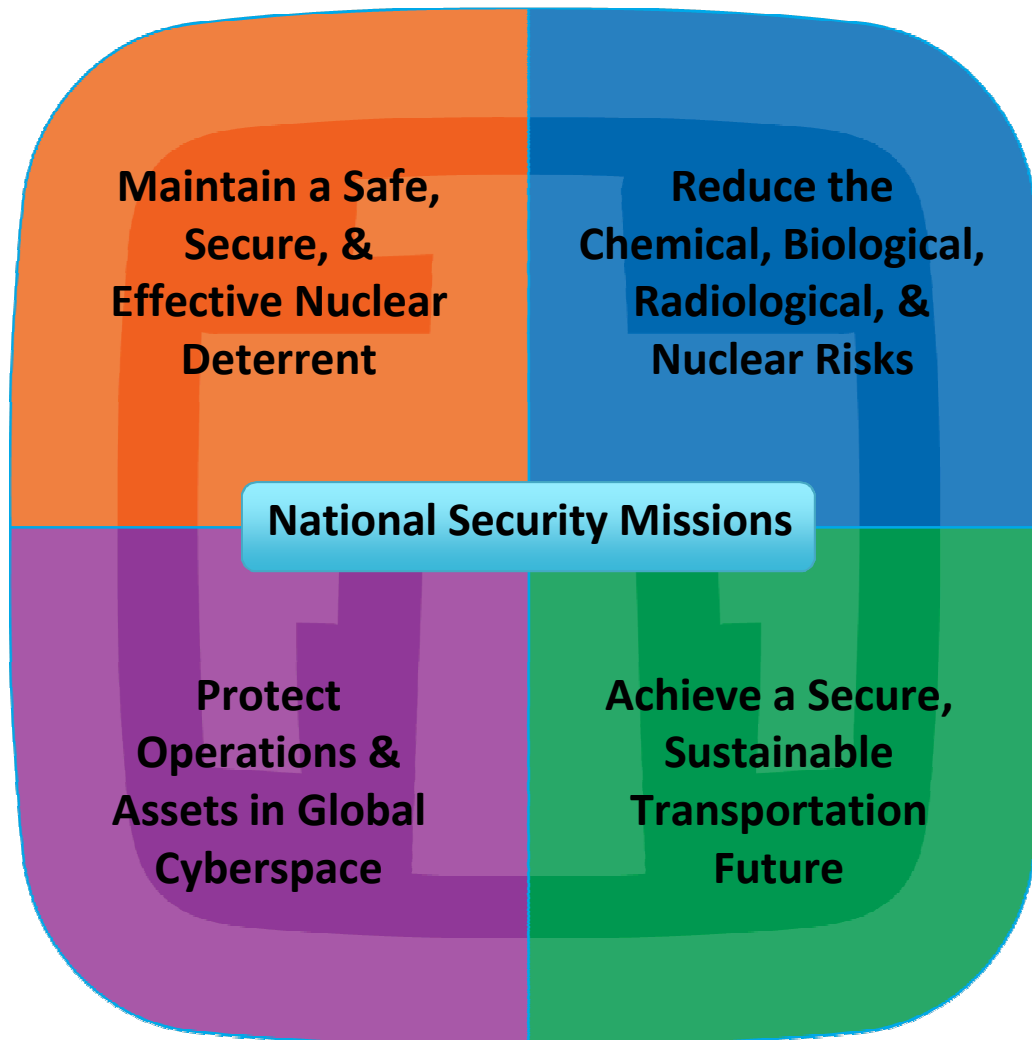 Maintain a Safe,
Secure, &
Effective Nuclear
Deterrent
Reduce the
Chemical, Biological,
Radiological, &
Nuclear Risks
National Security Missions
Protect
Operations &
Assets in Global
Cyberspace
Achieve a Secure,
Sustainable
Transportation
Future